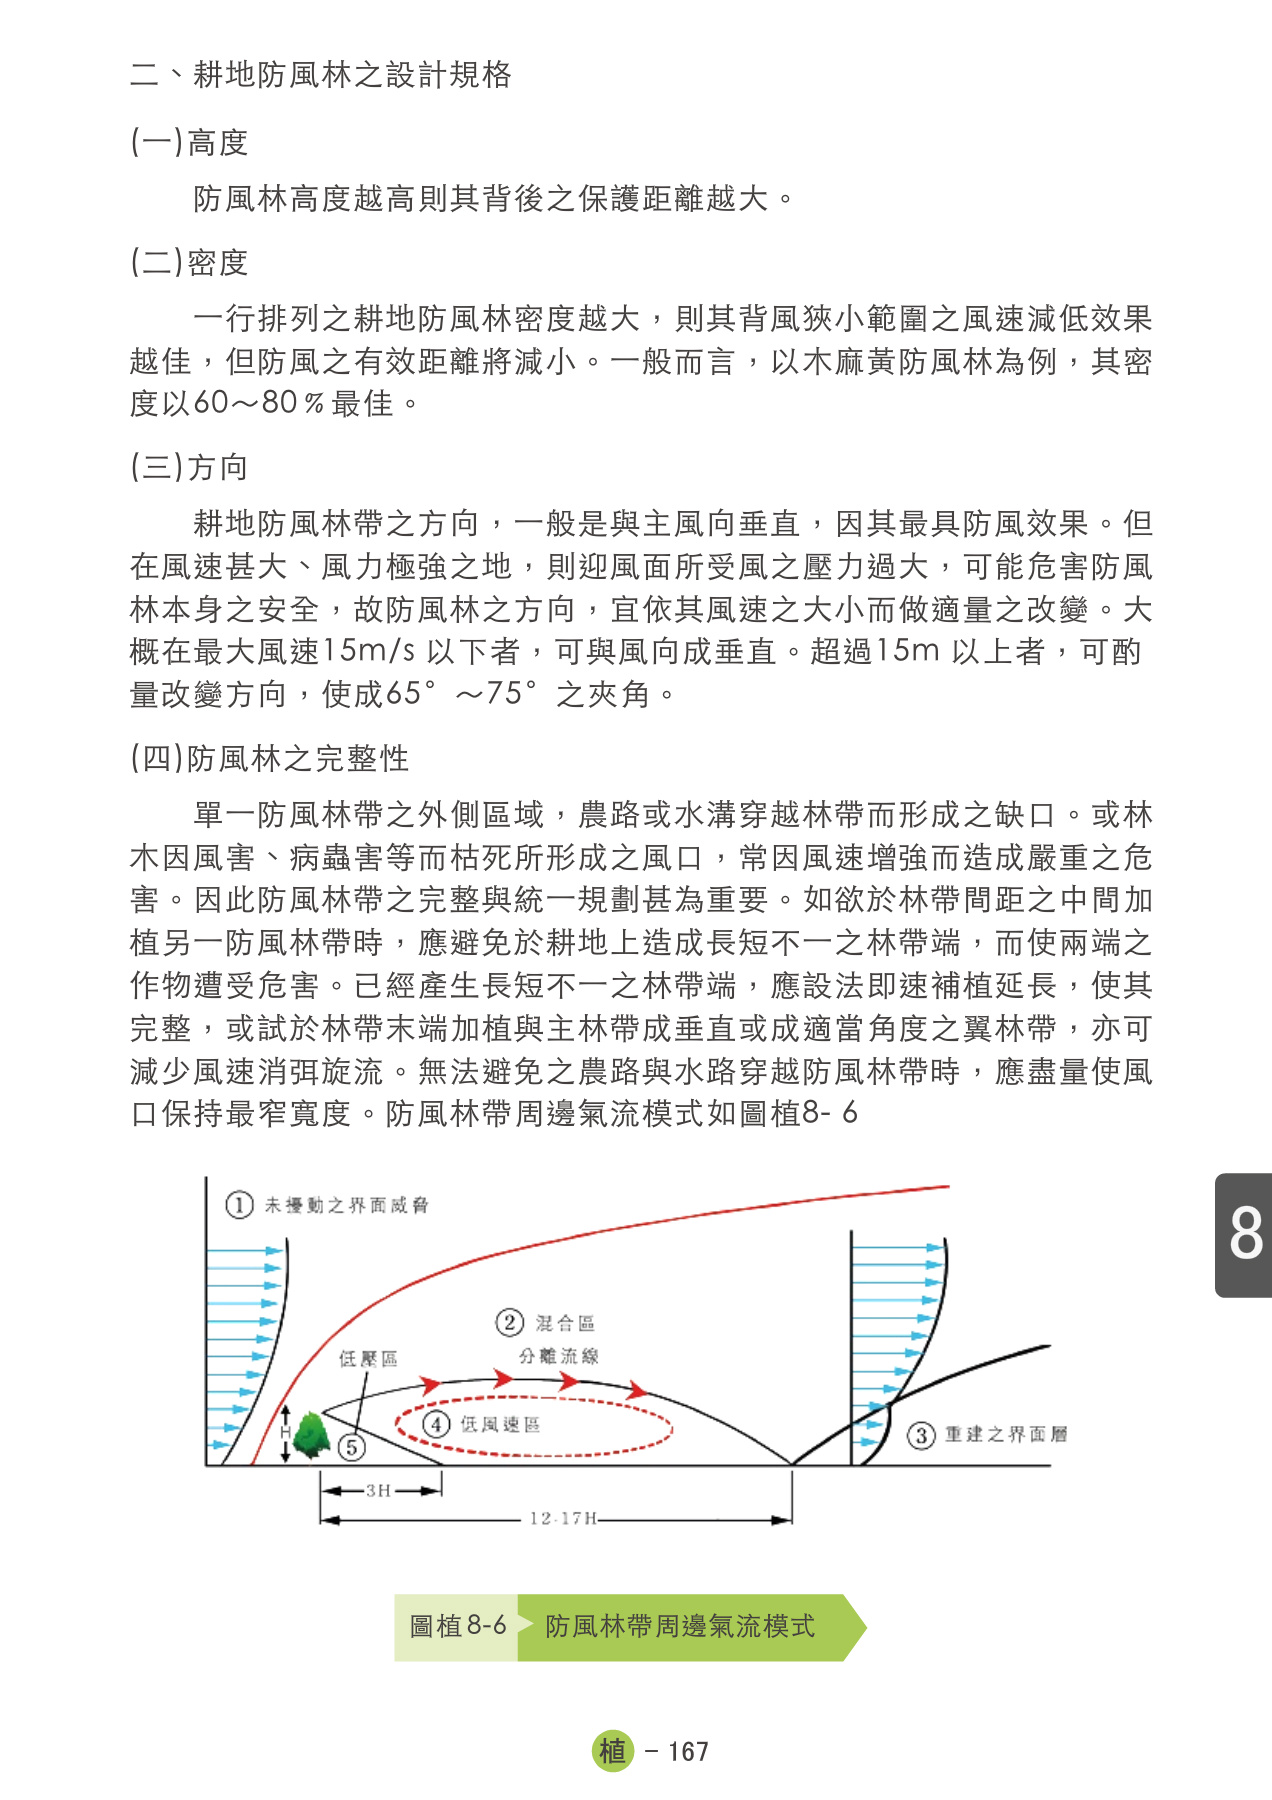 二、耕地防風林之設計規格
(一)高度
防風林高度越高則其背後之保護距離越大。
(二)密度
一行排列之耕地防風林密度越大，則其背風狹小範圍之風速減低效果
越佳，但防風之有效距離將減小。一般而言，以木麻黃防風林為例，其密
度以60～80％最佳。
(三)方向
耕地防風林帶之方向，一般是與主風向垂直，因其最具防風效果。但
在風速甚大、風力極強之地，則迎風面所受風之壓力過大，可能危害防風
林本身之安全，故防風林之方向，宜依其風速之大小而做適量之改變。大
概在最大風速15m/s 以下者，可與風向成垂直。超過15m 以上者，可酌
量改變方向，使成65°～75°之夾角。
(四)防風林之完整性
單一防風林帶之外側區域，農路或水溝穿越林帶而形成之缺口。或林
木因風害、病蟲害等而枯死所形成之風口，常因風速增強而造成嚴重之危
害。因此防風林帶之完整與統一規劃甚為重要。如欲於林帶間距之中間加
植另一防風林帶時，應避免於耕地上造成長短不一之林帶端，而使兩端之
作物遭受危害。已經產生長短不一之林帶端，應設法即速補植延長，使其
完整，或試於林帶末端加植與主林帶成垂直或成適當角度之翼林帶，亦可
減少風速消弭旋流。無法避免之農路與水路穿越防風林帶時，應盡量使風
口保持最窄寬度。防風林帶周邊氣流模式如圖植8- 6
① 未擾動之界面威脅
② 混合區
分離流線
低壓區
④ 低風速區
⑤
H
③ 重建之界面層
3H
12-17H
8
圖植8-6 防風林帶周邊氣流模式
植 – 167